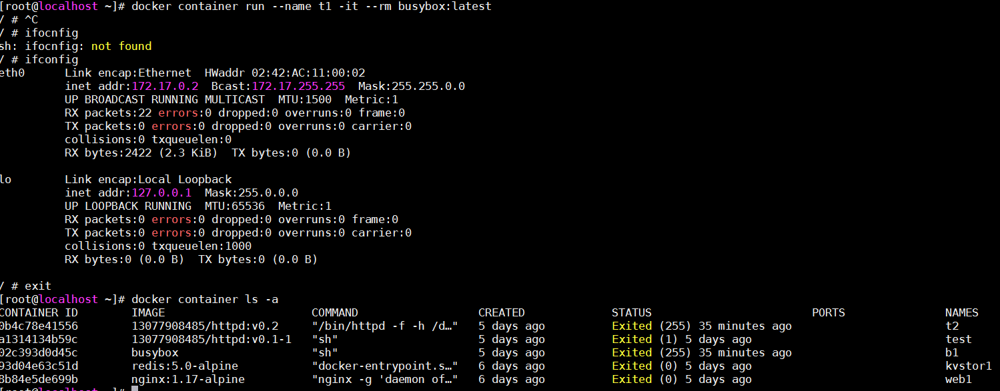 [root@localhost ~]# docker container run --name t1 -it --rm busybox:latest
/ # ^C
/ # ifocnfig
sh: ifocnfig: not found
/ # ifconfig
eth0      Link encap:Ethernet  HWaddr 02:42:AC:11:00:02
          inet addr:172.17.0.2  Bcast:172.17.255.255  Mask:255.255.0.0
          UP BROADCAST RUNNING MULTICAST  MTU:1500  Metric:1
          RX packets:22 errors:0 dropped:0 overruns:0 frame:0
          TX packets:0 errors:0 dropped:0 overruns:0 carrier:0
          collisions:0 txqueuelen:0
          RX bytes:2422 (2.3 KiB)  TX bytes:0 (0.0 B)

lo        Link encap:Local Loopback
          inet addr:127.0.0.1  Mask:255.0.0.0
          UP LOOPBACK RUNNING  MTU:65536  Metric:1
          RX packets:0 errors:0 dropped:0 overruns:0 frame:0
          TX packets:0 errors:0 dropped:0 overruns:0 carrier:0
          collisions:0 txqueuelen:1000
          RX bytes:0 (0.0 B)  TX bytes:0 (0.0 B)

/ # exit
[root@localhost ~]# docker container ls -a
CONTAINER ID        IMAGE                      COMMAND                  CREATED             STATUS                        PORTS               NAMES
0b4c78e41556        13077908485/httpd:v0.2     "/bin/httpd -f -h /d…"   5 days ago          Exited (255) 35 minutes ago                       t2
a1314134b59c        13077908485/httpd:v0.1-1   "sh"                     5 days ago          Exited (1) 5 days ago                             test
02c393d0d45c        busybox                    "sh"                     5 days ago          Exited (255) 35 minutes ago                       b1
93d04e63c51d        redis:5.0-alpine           "docker-entrypoint.s…"   6 days ago          Exited (0) 5 days ago                             kvstor1
8b84e5de699b        nginx:1.17-alpine          "nginx -g 'daemon of…"   6 days ago          Exited (0) 5 days ago                             web1
[root@localhost ~]#